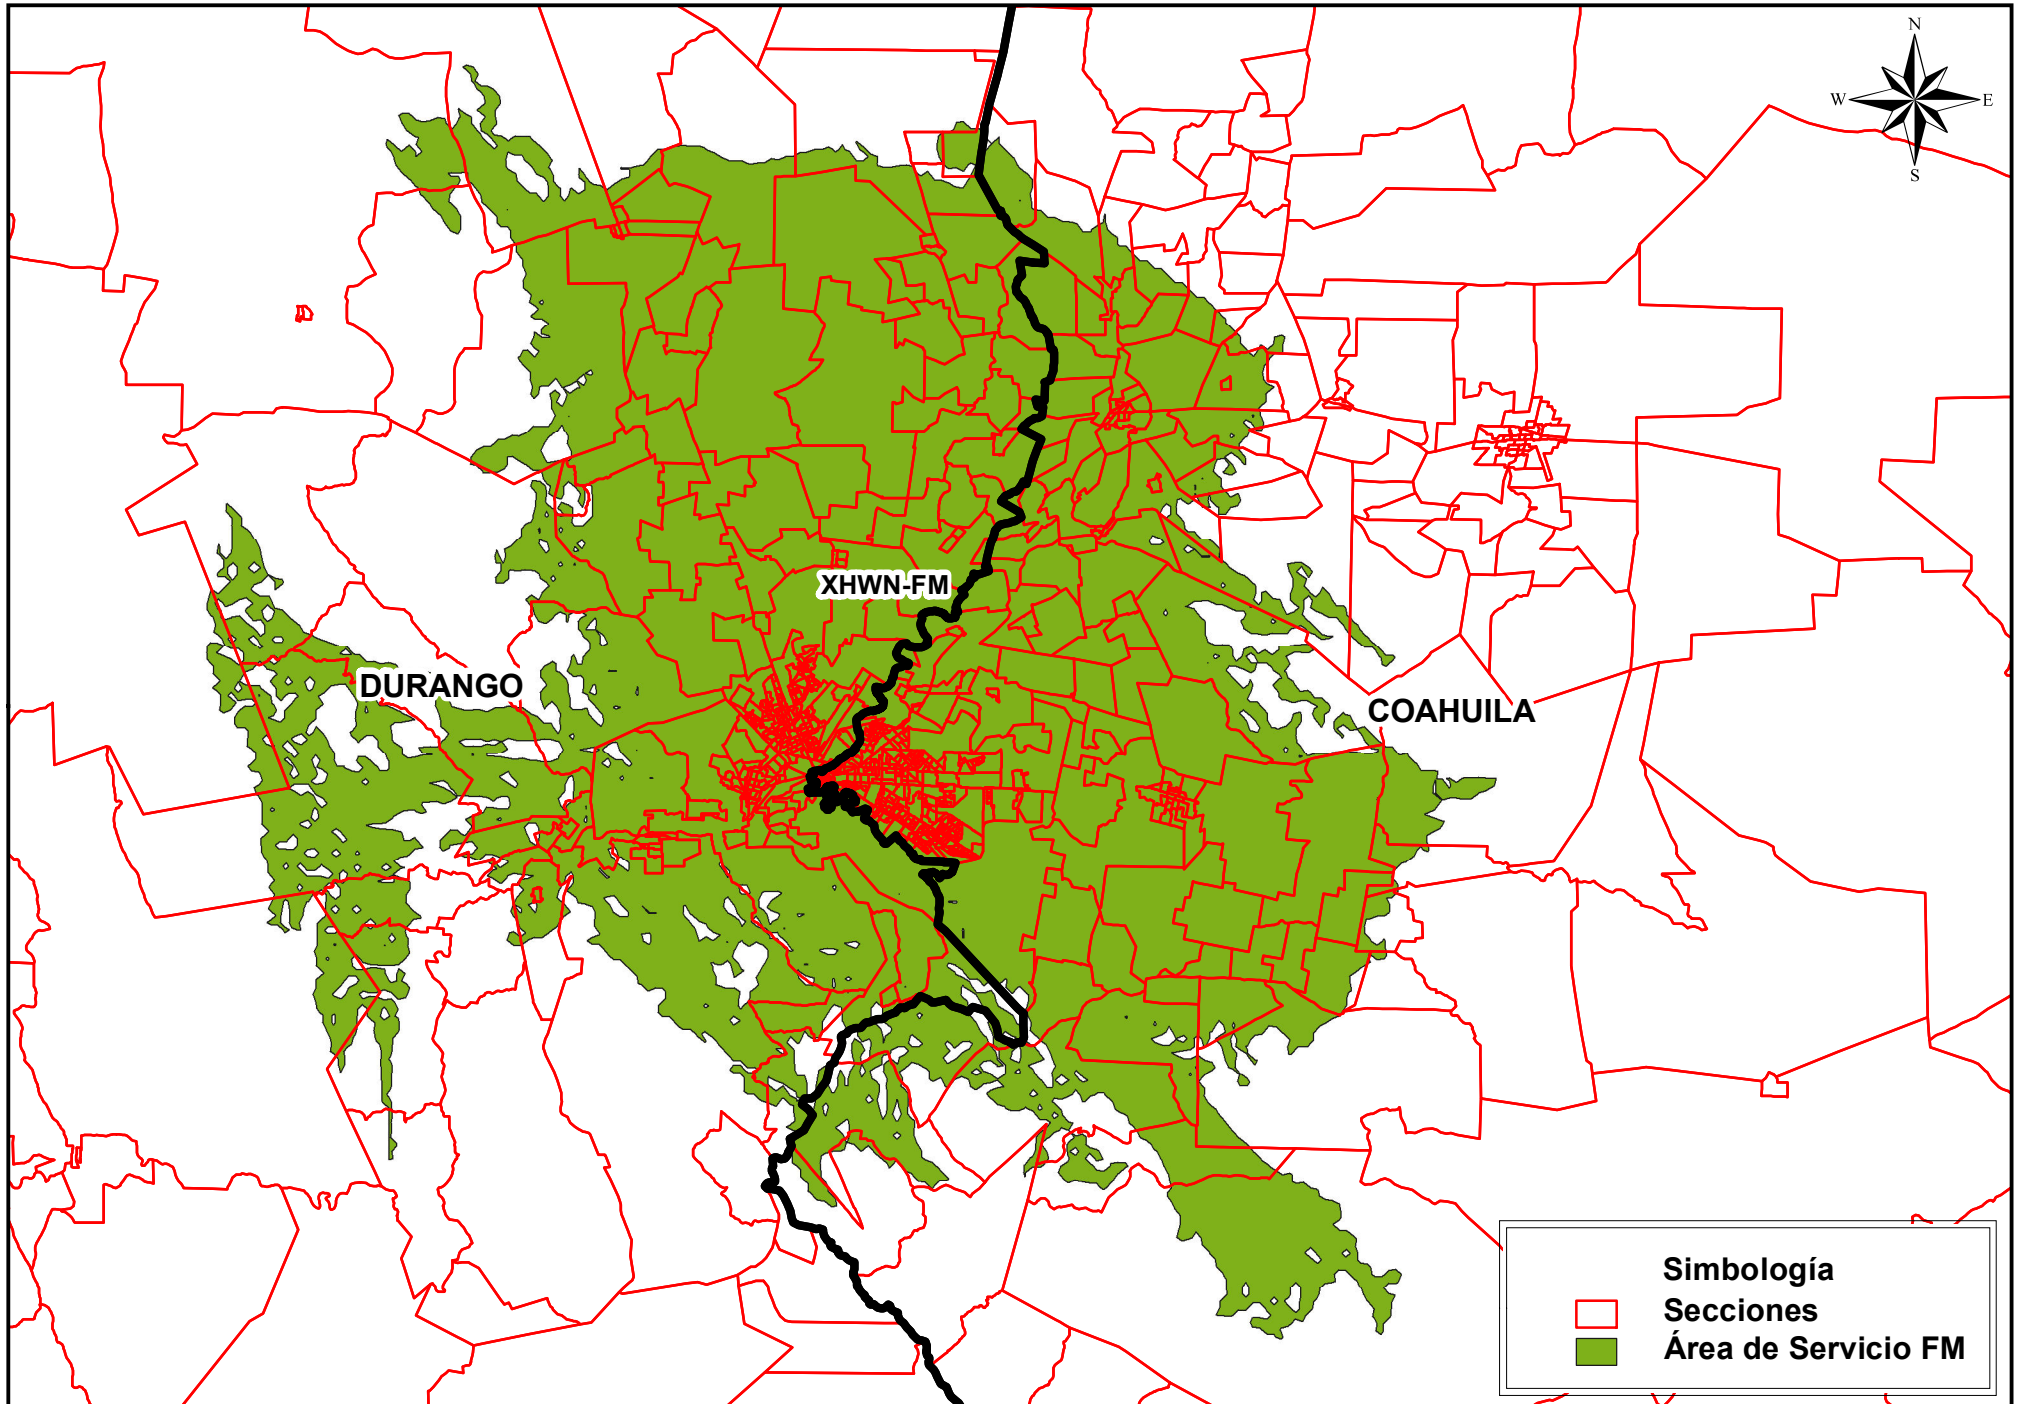 N
W E
S
XHWN-FM
DURANGO
COAHUILA
Simbología
Secciones
Área de Servicio FM